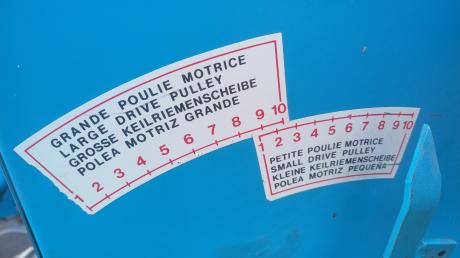 GRANDE POULIE MOTRICE
LARGE DRIVE PULLEY
GROSSE KEILRIEMENSCHEIBE
POLEA MOTRIZ GRANDE
1 2 3 4 5 6 7 8 9 10
1 2 3 4 5 6 7 8 9 10
PETITE POULIE MOTRICE
SMALL DRIVE PULLEY
KLEINE KEILRIEMENSCHEIBE
POLEA MOTRIZ PEQUEÑA